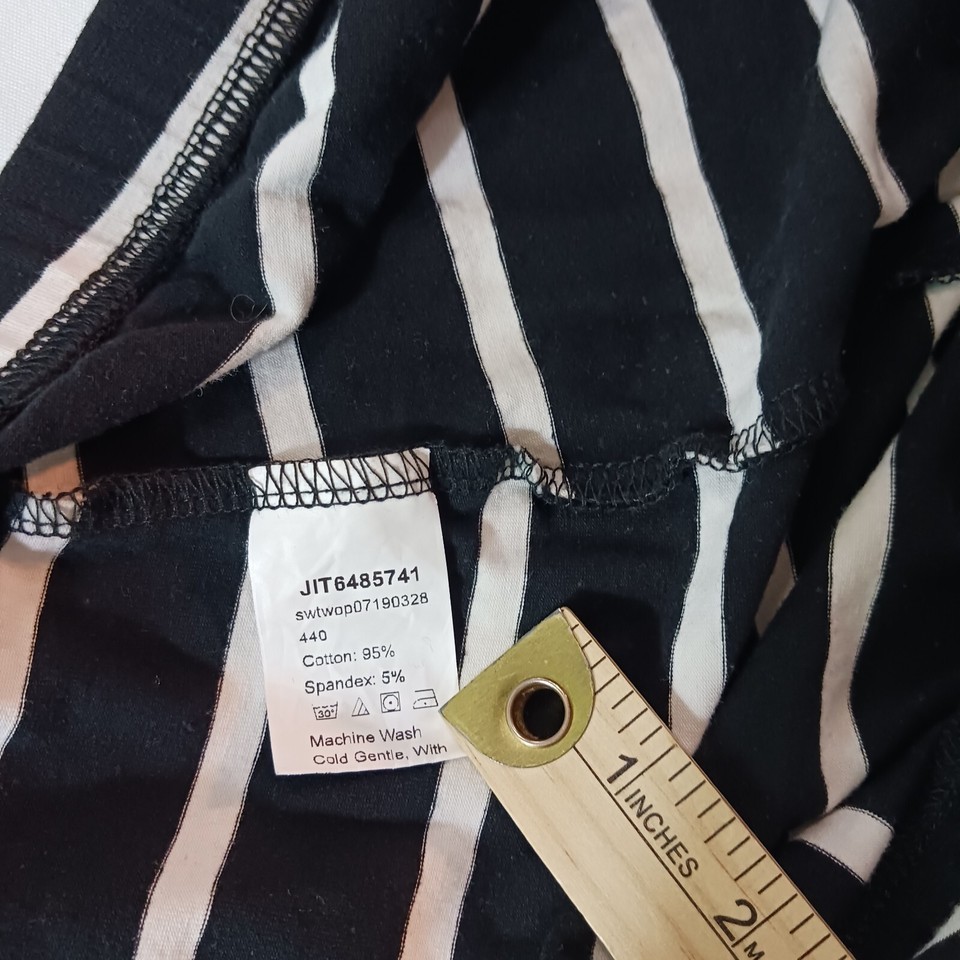 JIT6485741
swtwop07190328
440
Cotton: 95%
Spandex: 5%
30°
Machine Wash
Cold Gentle, With
1
INCHES
2
M